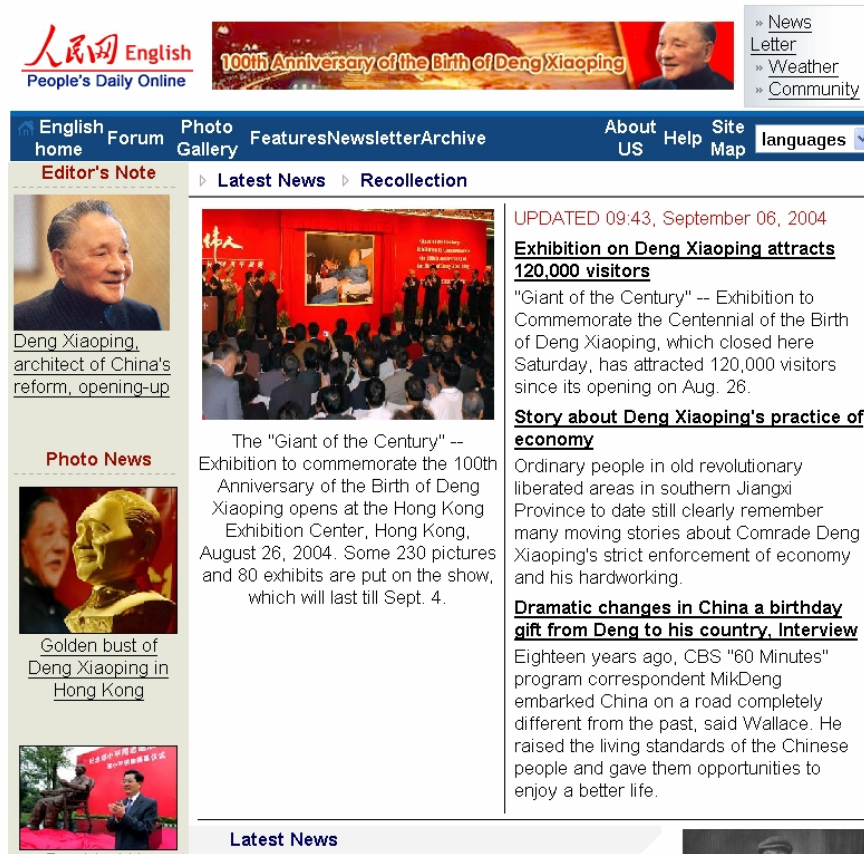 人民网 English
People's Daily Online
100th Anniversary of the Birth of Deng Xiaoping
» News
Letter
» Weather
» Community
English home
Forum
Photo Gallery
Features
Newsletter
Archive
About US
Help
Site Map
languages
Editor's Note
Latest News
Recollection
Deng Xiaoping,
architect of China's
reform, opening-up
Photo News
Golden bust of
Deng Xiaoping in
Hong Kong
The "Giant of the Century" --
Exhibition to commemorate the 100th
Anniversary of the Birth of Deng
Xiaoping opens at the Hong Kong
Exhibition Center, Hong Kong,
August 26, 2004. Some 230 pictures
and 80 exhibits are put on the show,
which will last till Sept. 4.
UPDATED 09:43, September 06, 2004
Exhibition on Deng Xiaoping attracts
120,000 visitors
"Giant of the Century" -- Exhibition to
Commemorate the Centennial of the Birth
of Deng Xiaoping, which closed here
Saturday, has attracted 120,000 visitors
since its opening on Aug. 26.
Story about Deng Xiaoping's practice of
economy
Ordinary people in old revolutionary
liberated areas in southern Jiangxi
Province to date still clearly remember
many moving stories about Comrade Deng
Xiaoping's strict enforcement of economy
and his hardworking.
Dramatic changes in China a birthday
gift from Deng to his country, Interview
Eighteen years ago, CBS "60 Minutes"
program correspondent MikDeng
embarked China on a road completely
different from the past, said Wallace. He
raised the living standards of the Chinese
people and gave them opportunities to
enjoy a better life.
Latest News